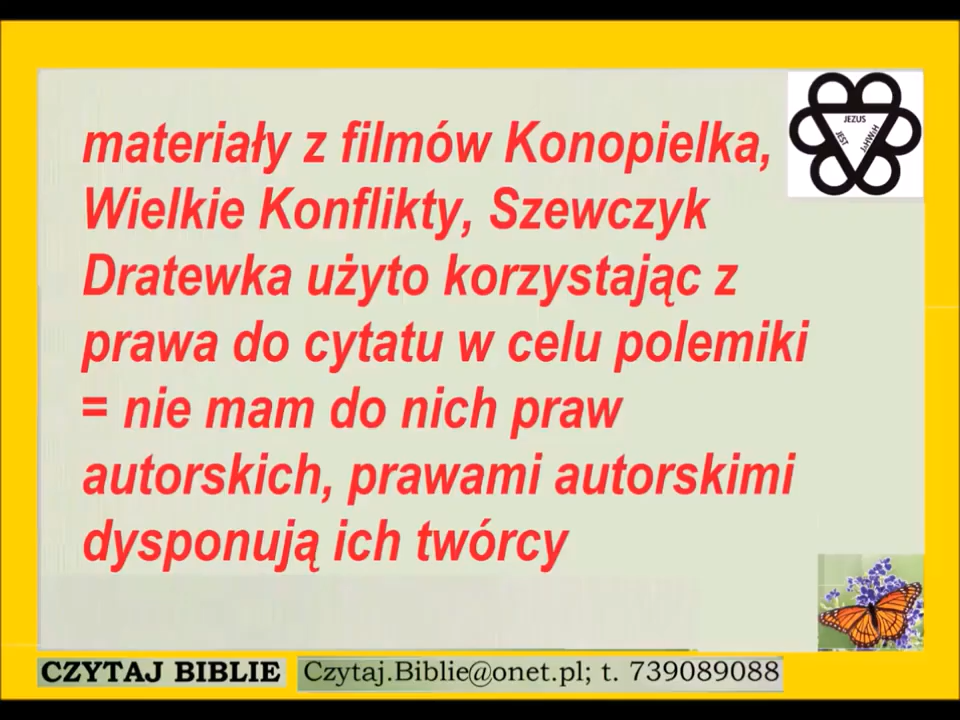 materiały z filmów Konopielka,
Wielkie Konflikty, Szewczyk
Dratewka użyto korzystając z
prawa do cytatu w celu polemiki
= nie mam do nich praw
autorskich, prawami autorskimi
dysponują ich twórcy
JEZUS
JEST
JaHWeH
CZYTAJ BIBLIE
Czytaj.Biblie@onet.pl; t. 739089088